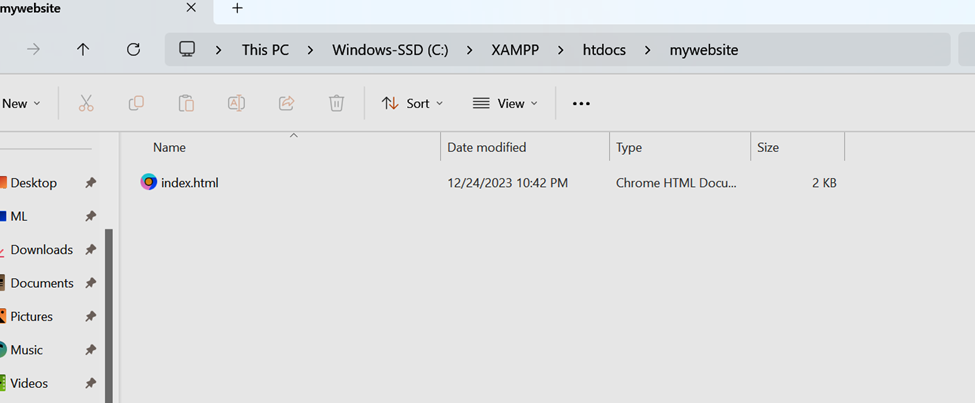 mywebsite
This PC > Windows-SSD (C:) > XAMPP > htdocs > mywebsite
New Sort View
Name Date modified Type Size
index.html 12/24/2023 10:42 PM Chrome HTML Docu... 2 KB
Desktop
ML
Downloads
Documents
Pictures
Music
Videos